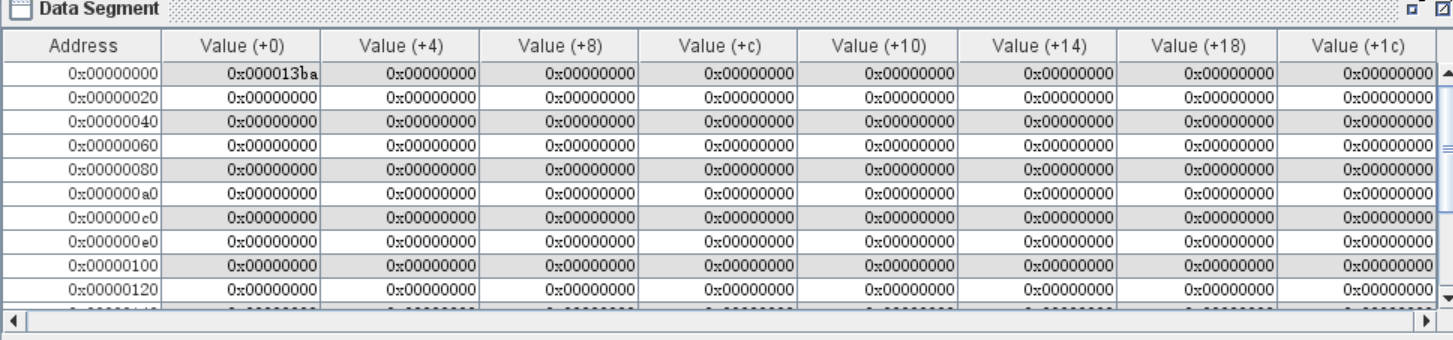 Data Segment
Address Value (+0) Value (+4) Value (+8) Value (+c) Value (+10) Value (+14) Value (+18) Value (+1c)
0x00000000 0x000013ba 0x00000000 0x00000000 0x00000000 0x00000000 0x00000000 0x00000000 0x00000000
0x00000020 0x00000000 0x00000000 0x00000000 0x00000000 0x00000000 0x00000000 0x00000000 0x00000000
0x00000040 0x00000000 0x00000000 0x00000000 0x00000000 0x00000000 0x00000000 0x00000000 0x00000000
0x00000060 0x00000000 0x00000000 0x00000000 0x00000000 0x00000000 0x00000000 0x00000000 0x00000000
0x00000080 0x00000000 0x00000000 0x00000000 0x00000000 0x00000000 0x00000000 0x00000000 0x00000000
0x000000a0 0x00000000 0x00000000 0x00000000 0x00000000 0x00000000 0x00000000 0x00000000 0x00000000
0x000000c0 0x00000000 0x00000000 0x00000000 0x00000000 0x00000000 0x00000000 0x00000000 0x00000000
0x000000e0 0x00000000 0x00000000 0x00000000 0x00000000 0x00000000 0x00000000 0x00000000 0x00000000
0x00000100 0x00000000 0x00000000 0x00000000 0x00000000 0x00000000 0x00000000 0x00000000 0x00000000
0x00000120 0x00000000 0x00000000 0x00000000 0x00000000 0x00000000 0x00000000 0x00000000 0x00000000